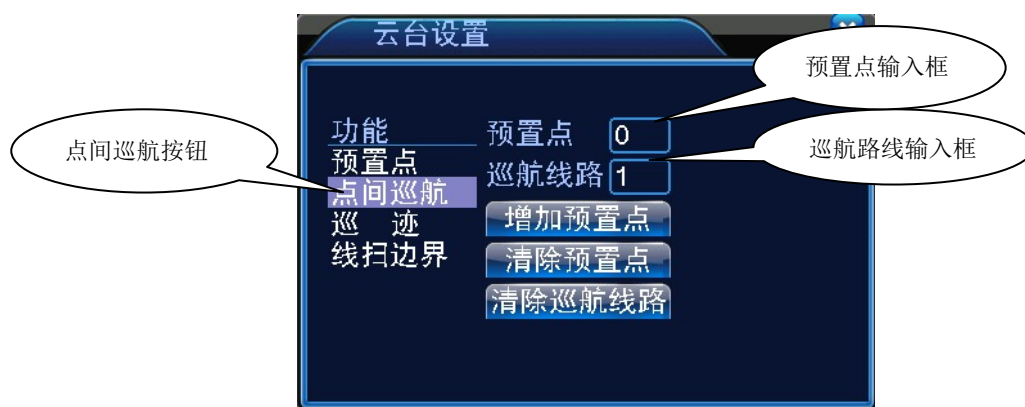 云台设置
预置点输入框
功能
预置点
0
点间巡航按钮
预置点
巡航线路
1
巡航路线输入框
点间巡航
增加预置点
巡 迹
线扫边界
清除预置点
清除巡航线路